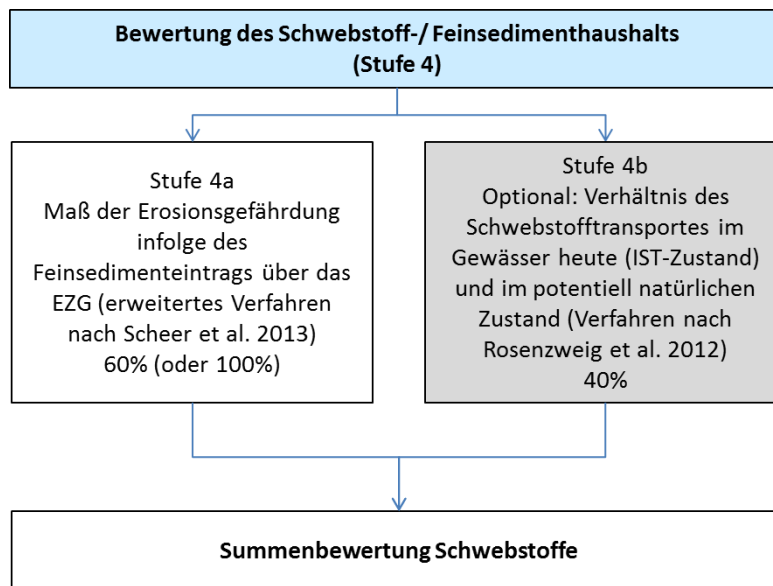 Bewertung des Schwebstoff-/ Feinsedimenthaushalts
(Stufe 4)
Stufe 4a
Maß der Erosionsgefährdung
infolge des
Feinsedimenteintrags über das
EZG (erweitertes Verfahren
nach Scheer et al. 2013)
60% (oder 100%)
Stufe 4b
Optional: Verhältnis des
Schwebstofftransportes im
Gewässer heute (IST-Zustand)
und im potentiell natürlichen
Zustand (Verfahren nach
Rosenzweig et al. 2012)
40%
Summenbewertung Schwebstoffe